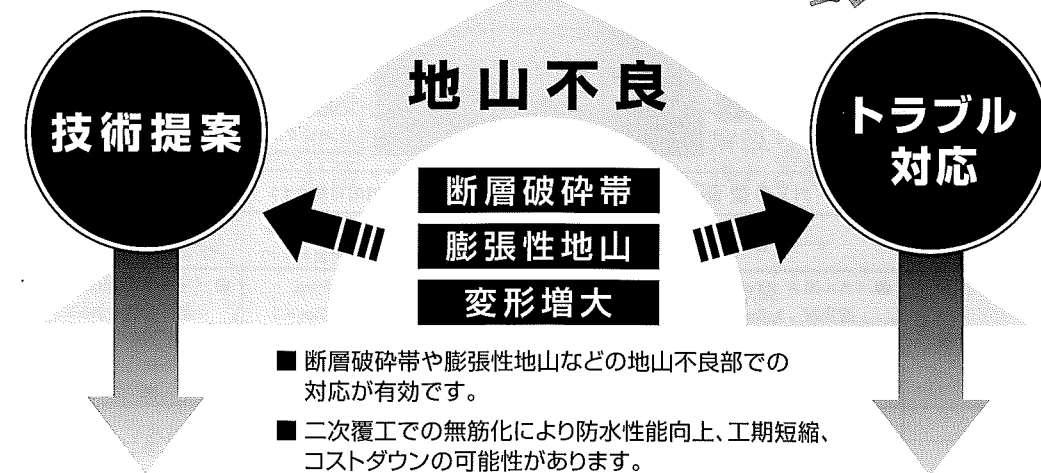 地山不良
技術提案
トラブル
対応
断層破砕帯
膨張性地山
変形増大
■ 断層破砕帯や膨張性地山などの地山不良部での
対応が有効です。
■ 二次覆工での無筋化により防水性能向上、工期短縮、
コストダウンの可能性があります。